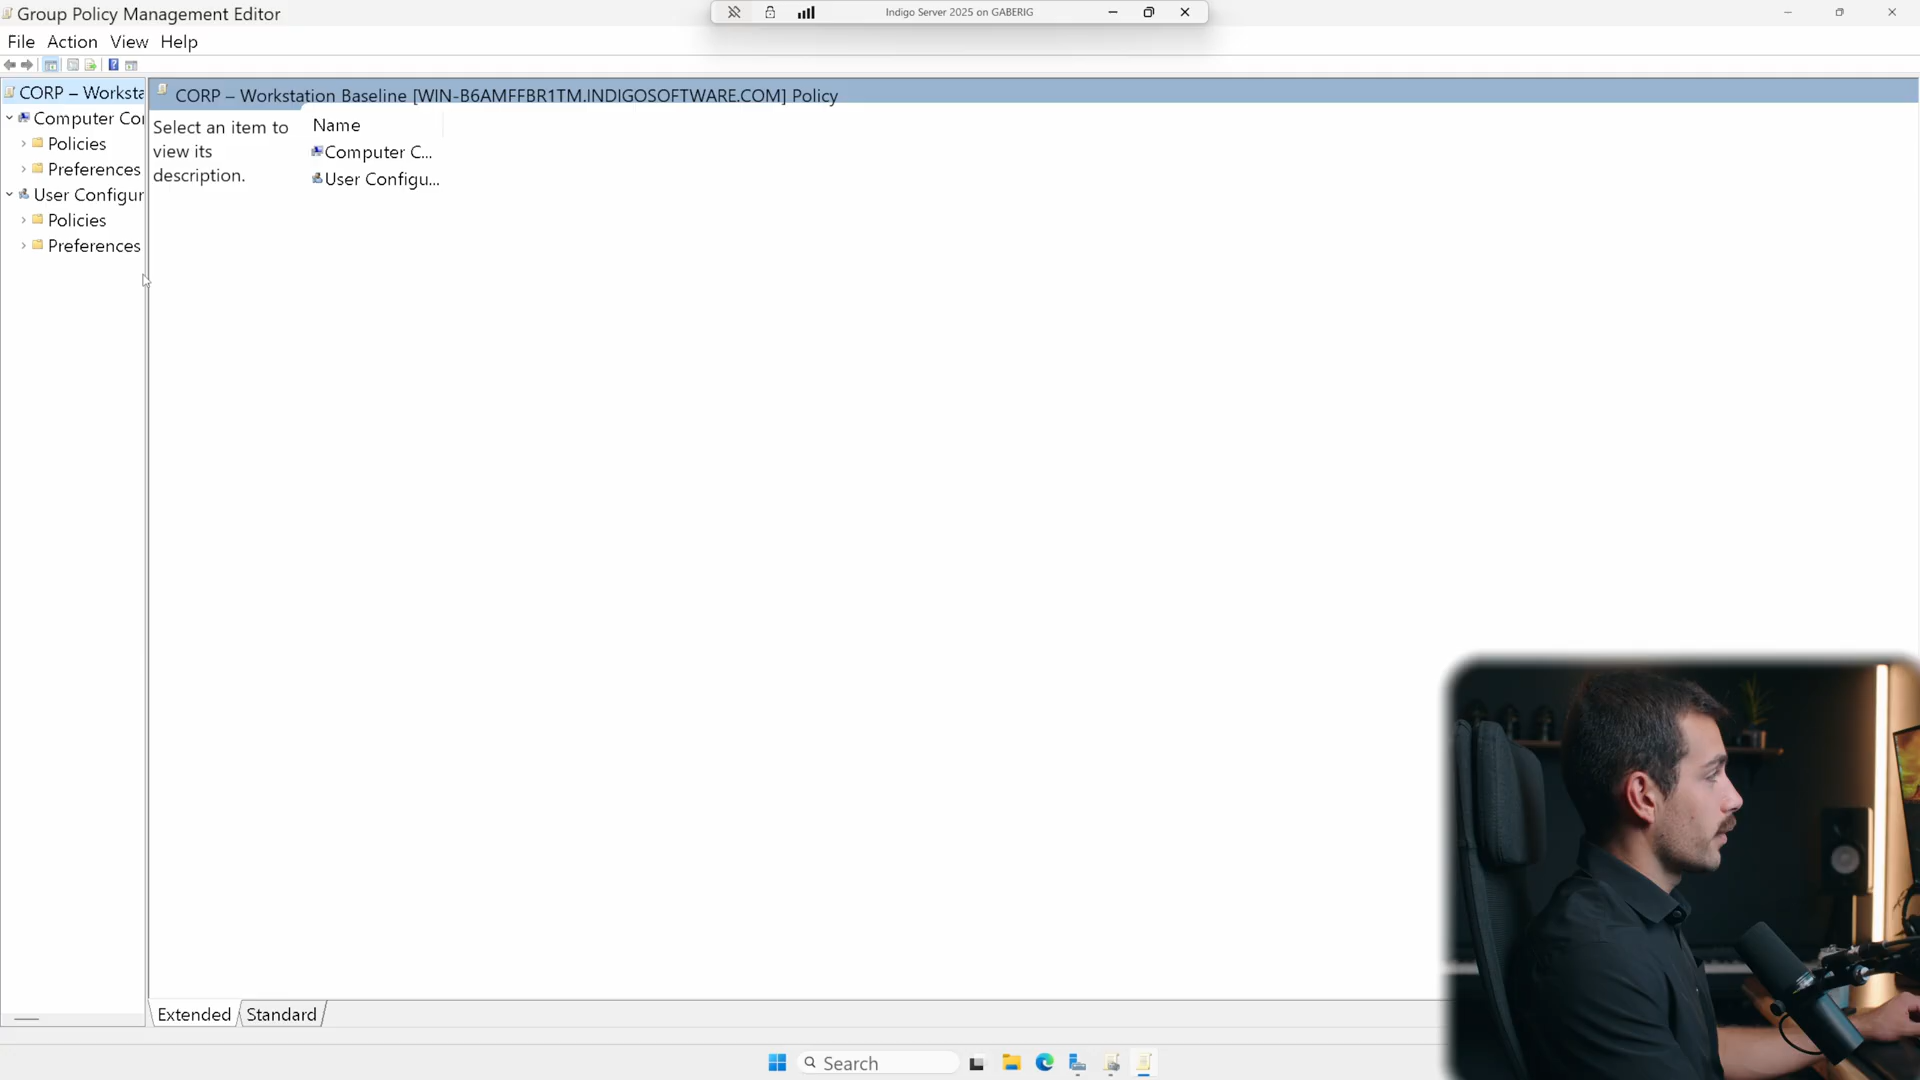 Group Policy Management Editor
Indigo Server 2025 on GABERIG
File Action View Help
CORP – Worksta
Computer Co
Policies
Preferences
User Configur
Policies
Preferences
CORP – Workstation Baseline [WIN-B6AMFFBR1TM.INDIGOSOFTWARE.COM] Policy
Select an item to
view its
description.
Name
Computer C...
User Configu...
Extended Standard
Search